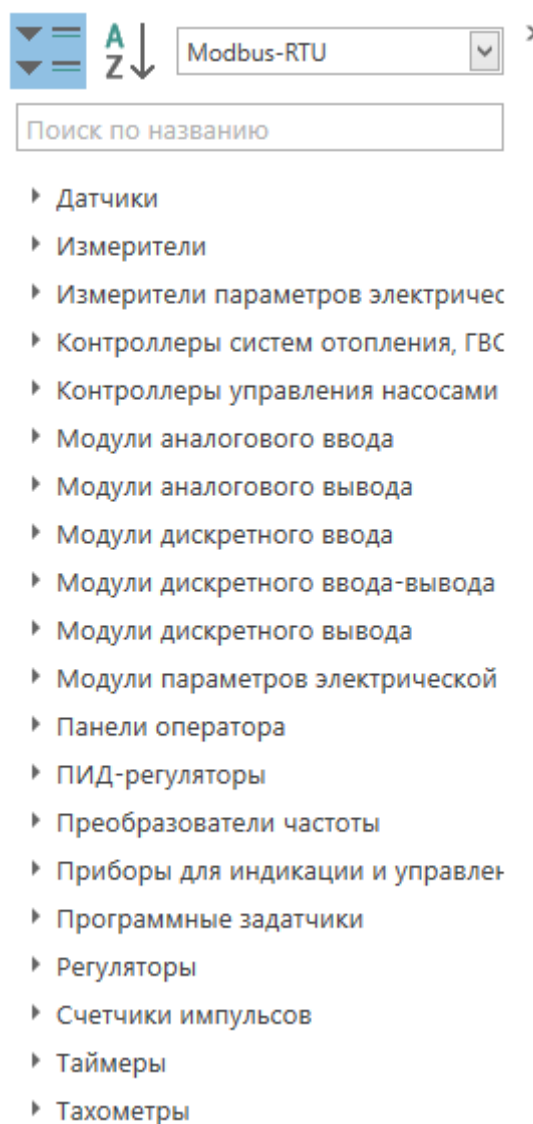 A
Z
Modbus-RTU
Поиск по названию
Датчики
Измерители
Измерители параметров электричес
Контроллеры систем отопления, ГВС
Контроллеры управления насосами
Модули аналогового ввода
Модули аналогового вывода
Модули дискретного ввода
Модули дискретного ввода-вывода
Модули дискретного вывода
Модули параметров электрической
Панели оператора
ПИД-регуляторы
Преобразователи частоты
Приборы для индикации и управлен
Программные задатчики
Регуляторы
Счетчики импульсов
Таймеры
Тахометры